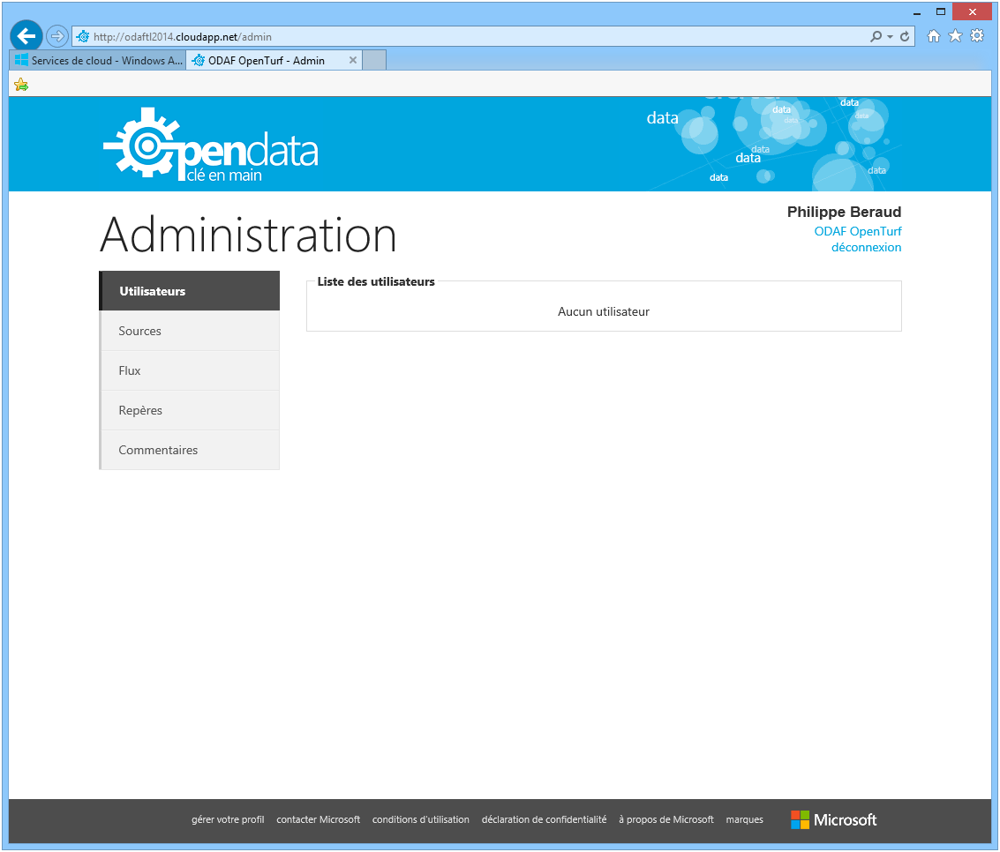 http://odaftl2014.cloudapp.net/admin
Services de cloud - Windows A...
ODAF OpenTurf - Admin
Opendata
clé en main
data
data
data
data
data
data
data
data
data
Administration
Philippe Beraud
ODAF OpenTurf
déconnexion
Utilisateurs
Sources
Flux
Repères
Commentaires
Liste des utilisateurs
Aucun utilisateur
gérer votre profil
contacter Microsoft
conditions d'utilisation
déclaration de confidentialité
à propos de Microsoft
marques
Microsoft